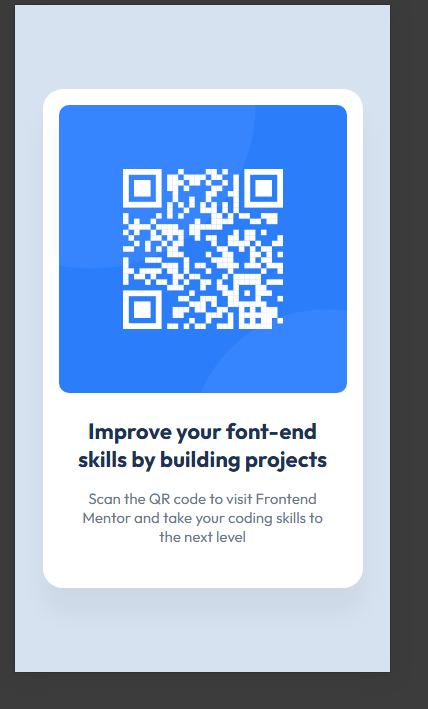 Improve your font-end
skills by building projects
Scan the QR code to visit Frontend
Mentor and take your coding skills to
the next level